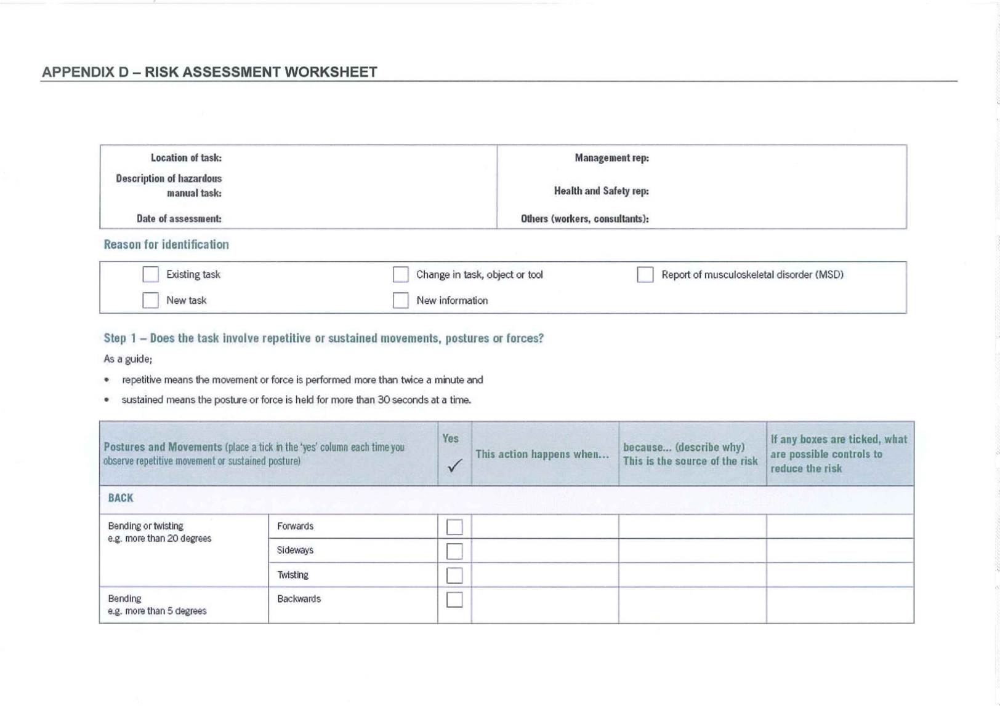 APPENDIX D – RISK ASSESSMENT WORKSHEET
Location of task:
Description of hazardous
manual task:
Date of assessment:
Management rep:
Health and Safety rep:
Others (workers, consultants):
Reason for identification
Existing task
Change in task, object or tool
Report of musculoskeletal disorder (MSD)
New task
New information
Step 1 – Does the task involve repetitive or sustained movements, postures or forces?
As a guide;
• repetitive means the movement or force is performed more than twice a minute and
• sustained means the posture or force is held for more than 30 seconds at a time.
Postures and Movements (place a tick in the 'yes' column each time you
observe repetitive movement or sustained posture)
Yes
✓
This action happens when...
because... (describe why)
This is the source of the risk
If any boxes are ticked, what
are possible controls to
reduce the risk
BACK
Bending or twisting
e.g. more than 20 degrees
Forwards
Sideways
Twisting
Bending
e.g. more than 5 degrees
Backwards